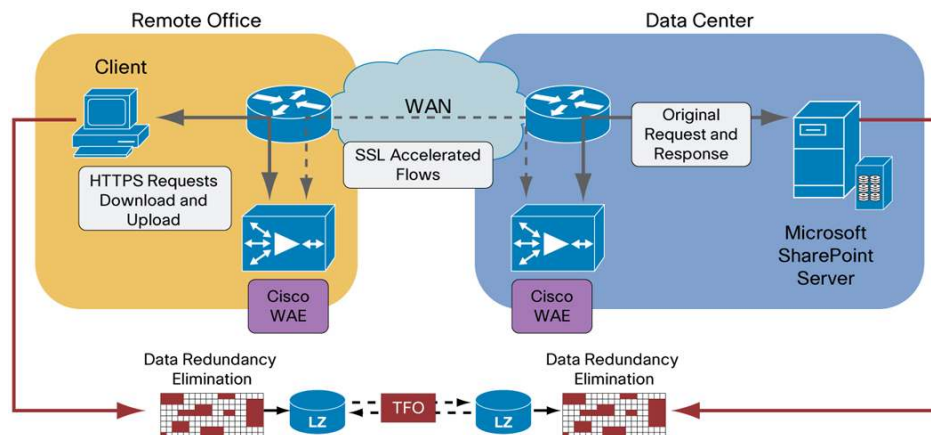 Remote Office
Data Center
Client
WAN
Original
Request and
Response
SSL Accelerated
Flows
HTTPS Requests
Download and
Upload
Microsoft
SharePoint
Server
Cisco
WAE
Cisco
WAE
Data Redundancy
Elimination
Data Redundancy
Elimination
LZ
TFO
LZ